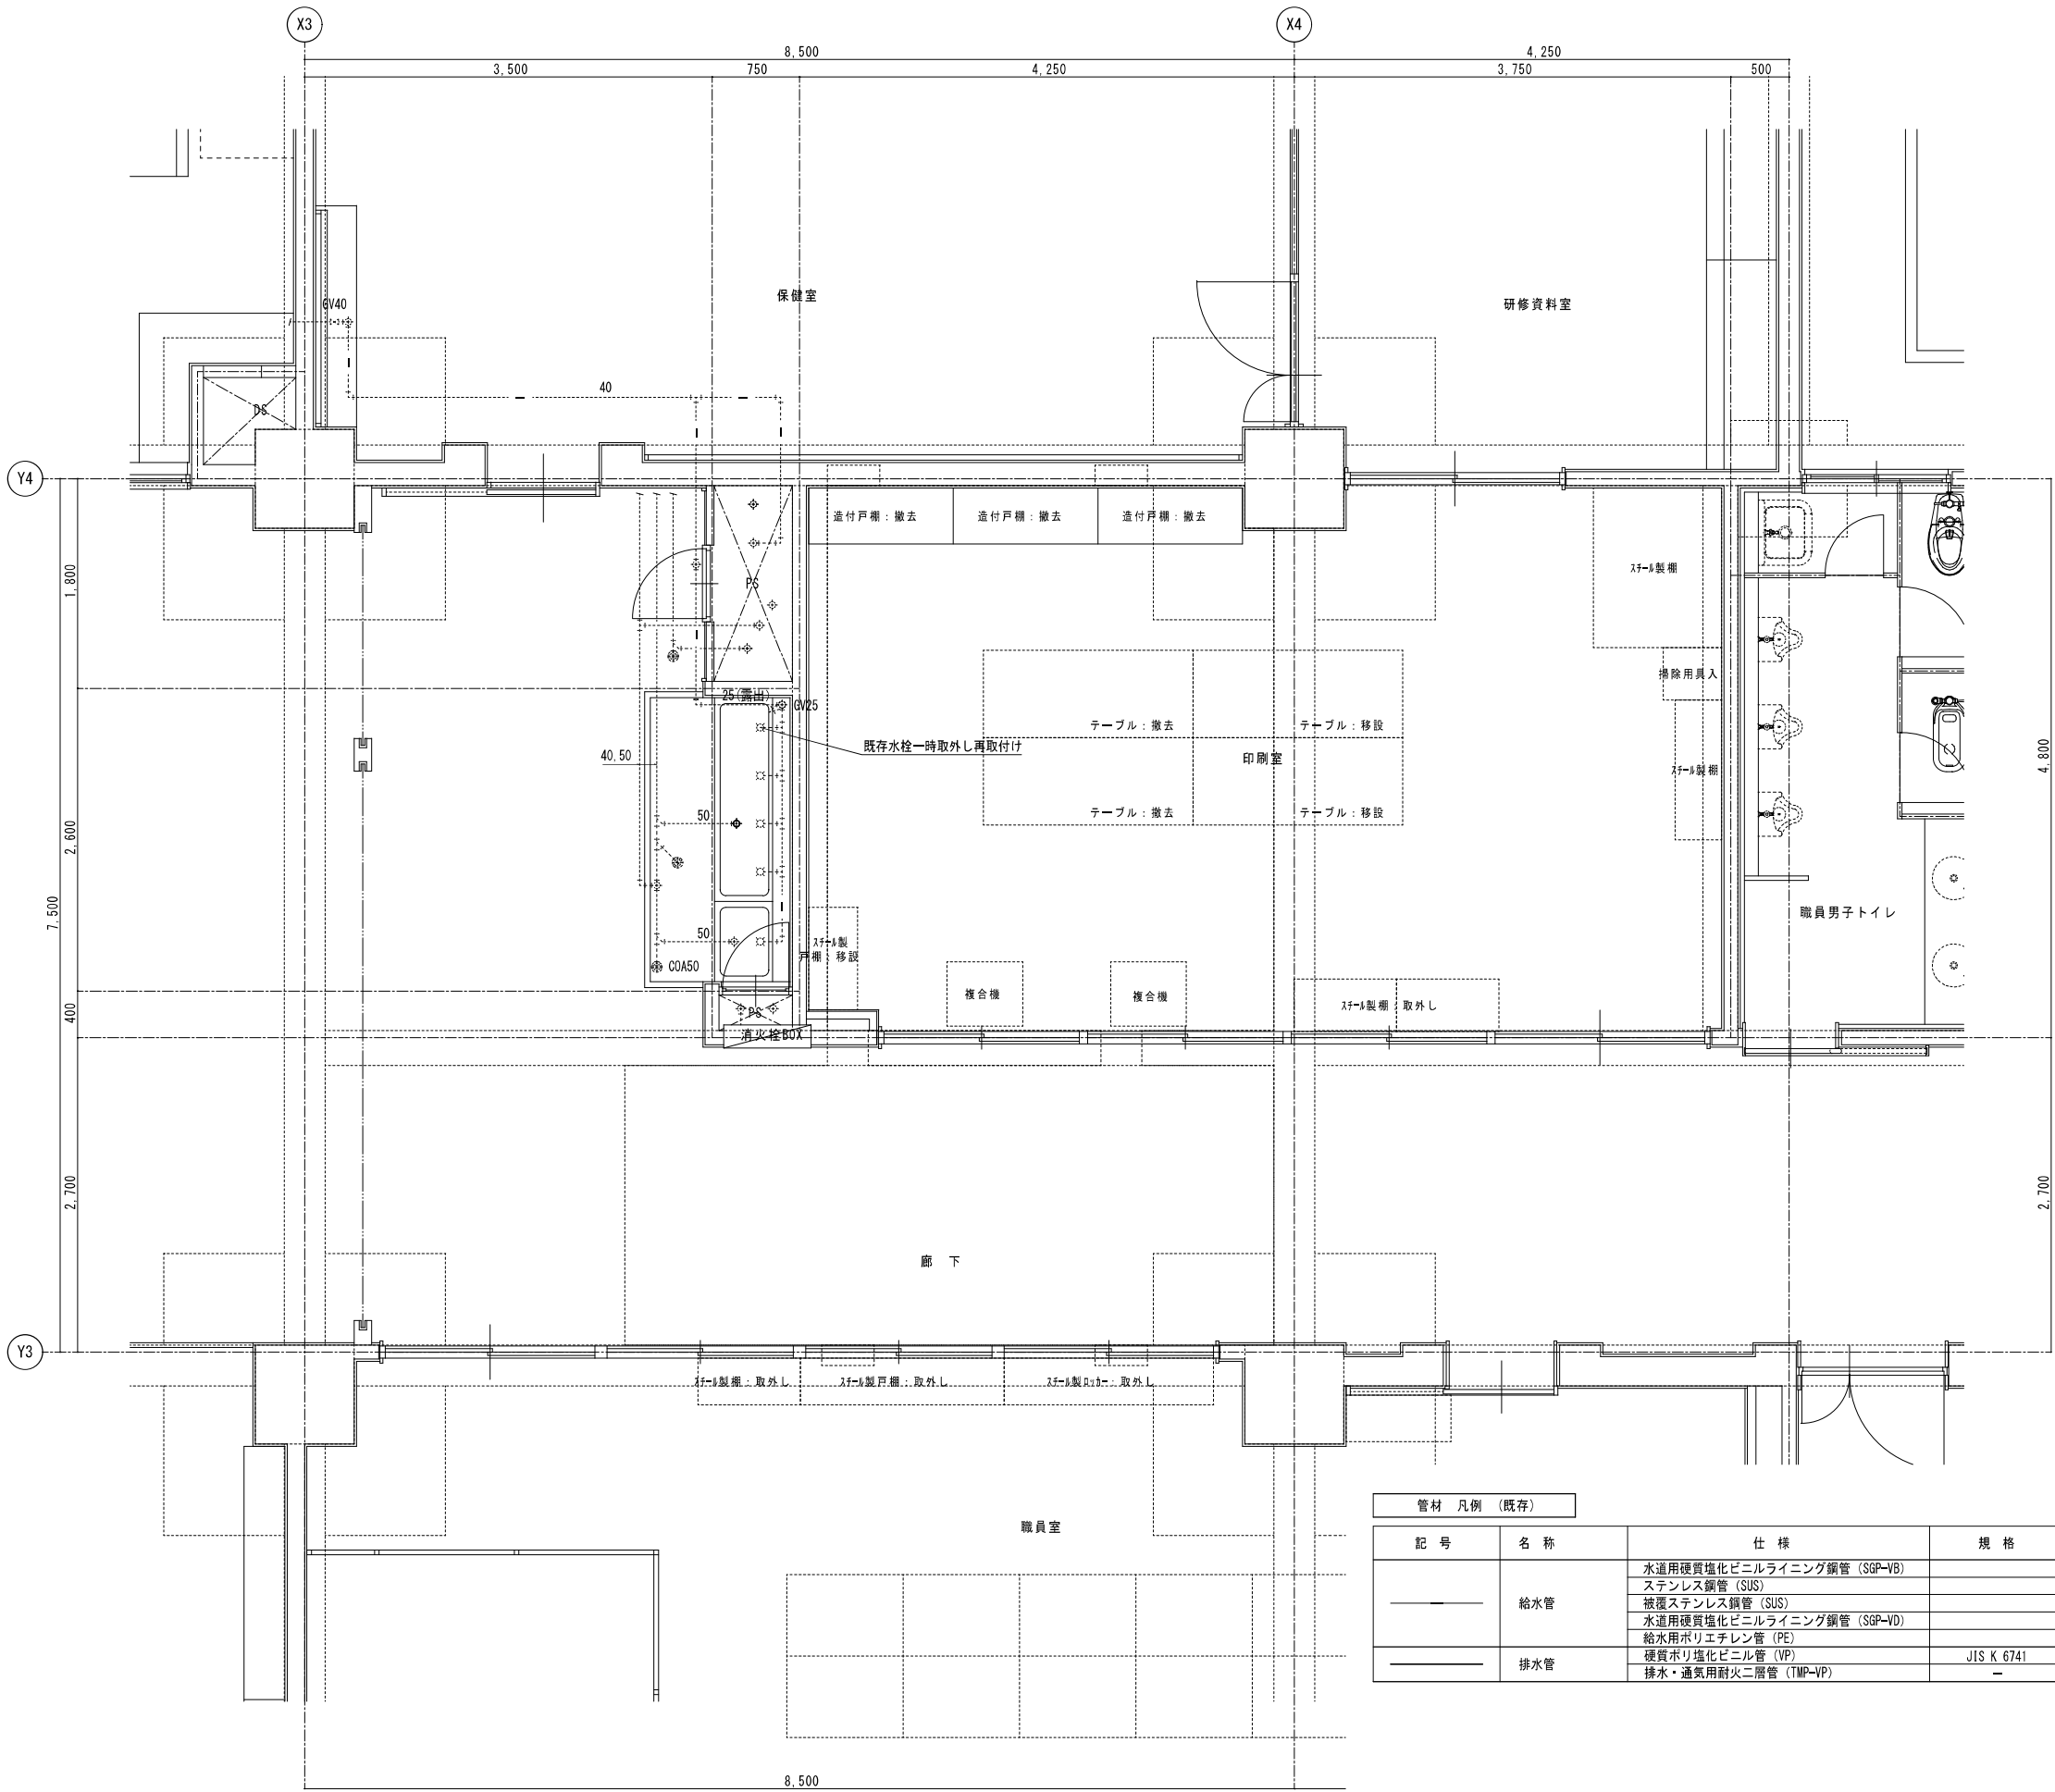 X3
X4
8,500
4,250
3,500
750
4,250
3,750
500
保健室
研修資料室
GV40
40
DS
Y4
造付戸棚：撤去
造付戸棚：撤去
造付戸棚：撤去
スチール製棚
PS
1,800
掃除用具入
25(露出)
GV25
テーブル：撤去
テーブル：移設
既存水栓一時取外し再取付け
印刷室
40,50
スチール製棚
4,800
テーブル：撤去
テーブル：移設
50
2,600
7,500
職員男子トイレ
50
スチール製
戸棚：移設
COA50
複合機
複合機
スチール製棚：取外し
400
PS
消火栓BOX
2,700
2,700
廊　下
Y3
スチール製棚：取外し
スチール製戸棚：取外し
スチール製ロッカー：取外し
職員室
管材　凡例　（既存）
記　号　名　称　仕　様　規　格
水道用硬質塩化ビニルライニング鋼管（SGP-VB）
ステンレス鋼管（SUS）
給水管　被覆ステンレス鋼管（SUS）
水道用硬質塩化ビニルライニング鋼管（SGP-VD）
給水用ポリエチレン管（PE）
排水管　硬質ポリ塩化ビニル管（VP）　JIS K 6741
排水・通気用耐火二層管（TMP-VP）　－
8,500